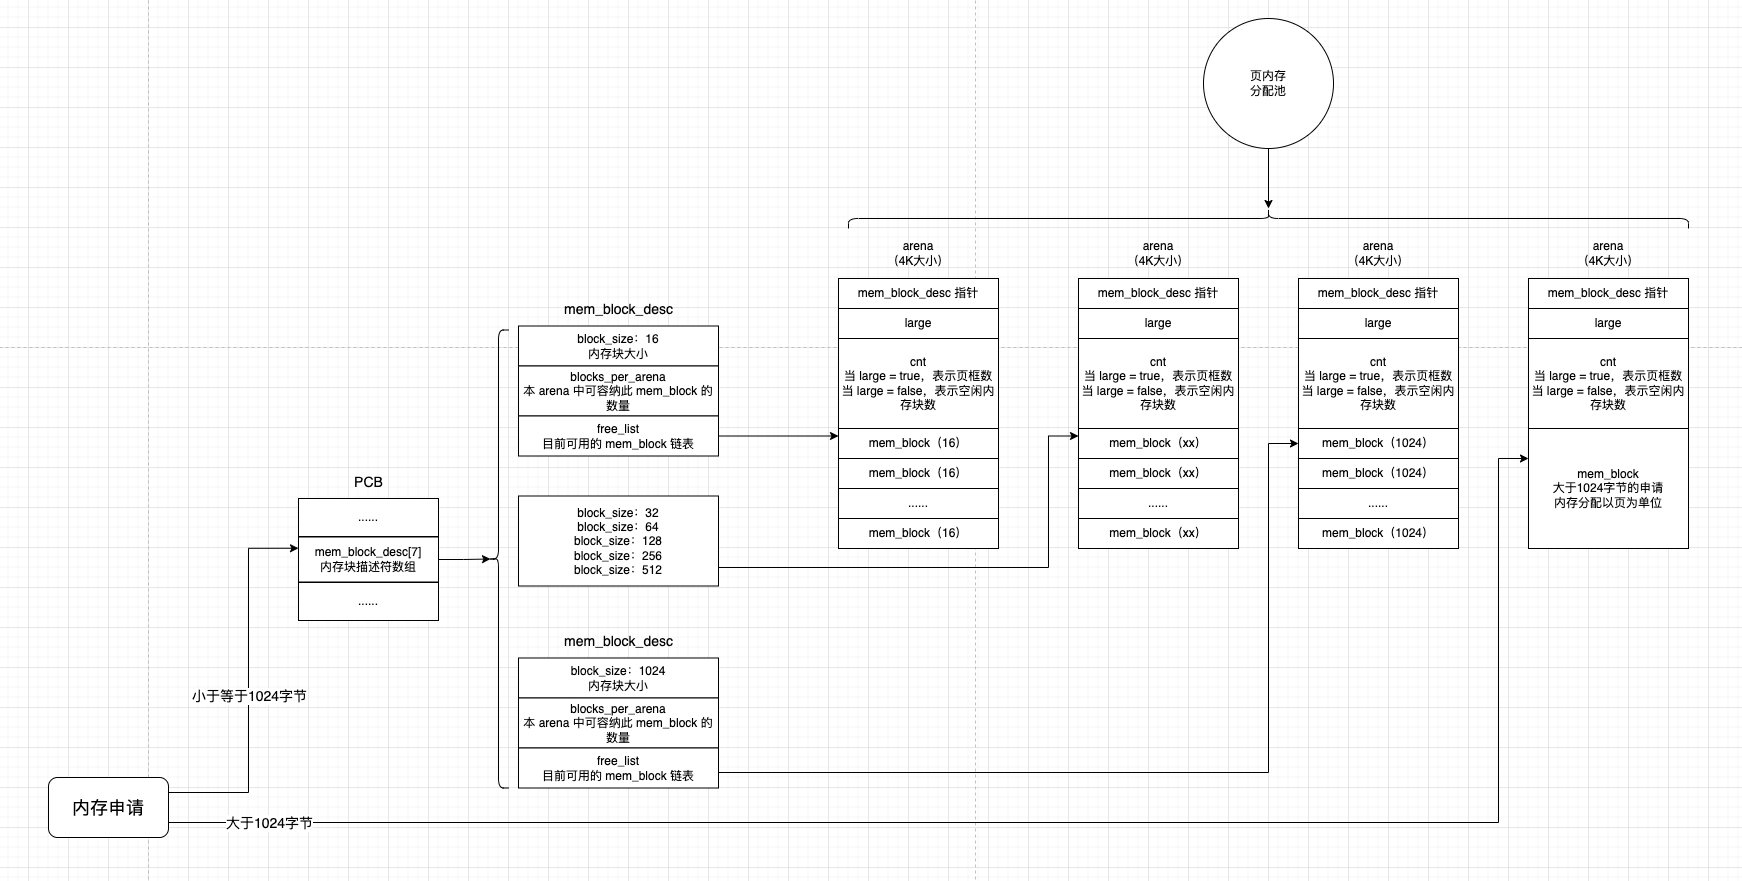 页内存
分配池
arena
（4K大小）
mem_block_desc 指针
large
cnt
当 large = true，表示页框数
当 large = false，表示空闲内
存块数
mem_block（16）
mem_block（16）
......
mem_block（16）
arena
（4K大小）
mem_block_desc 指针
large
cnt
当 large = true，表示页框数
当 large = false，表示空闲内
存块数
mem_block（xx）
mem_block（xx）
......
mem_block（xx）
arena
（4K大小）
mem_block_desc 指针
large
cnt
当 large = true，表示页框数
当 large = false，表示空闲内
存块数
mem_block（1024）
mem_block（1024）
......
mem_block（1024）
arena
（4K大小）
mem_block_desc 指针
large
cnt
当 large = true，表示页框数
当 large = false，表示空闲内
存块数
mem_block
大于1024字节的申请
内存分配以页为单位
mem_block_desc
block_size：16
内存块大小
blocks_per_arena
本 arena 中可容纳此 mem_block 的
数量
free_list
目前可用的 mem_block 链表
block_size：32
block_size：64
block_size：128
block_size：256
block_size：512
mem_block_desc
block_size：1024
内存块大小
blocks_per_arena
本 arena 中可容纳此 mem_block 的
数量
free_list
目前可用的 mem_block 链表
PCB
......
mem_block_desc[7]
内存块描述符数组
......
小于等于1024字节
内存申请
大于1024字节